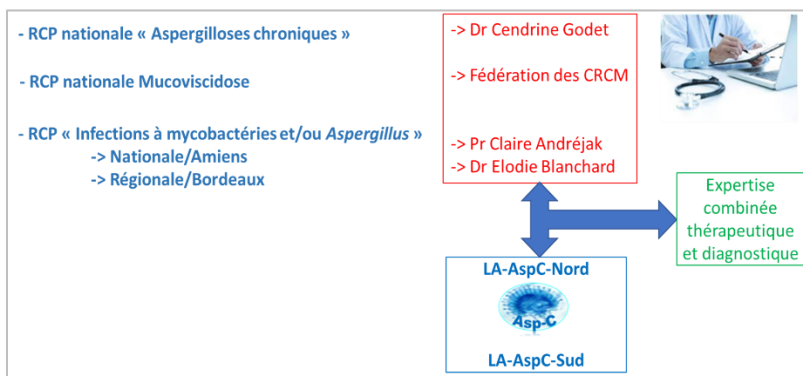 - RCP nationale « Aspergilloses chroniques »
-> Dr Cendrine Godet
- RCP nationale Mucoviscidose
-> Fédération des CRCM
- RCP « Infections à mycobactéries et/ou Aspergillus »
-> Nationale/Amiens
-> Régionale/Bordeaux
-> Pr Claire Andréjak
-> Dr Elodie Blanchard
Expertise
combinée
thérapeutique
et diagnostique
LA-AspC-Nord
Asp-C
LA-AspC-Sud